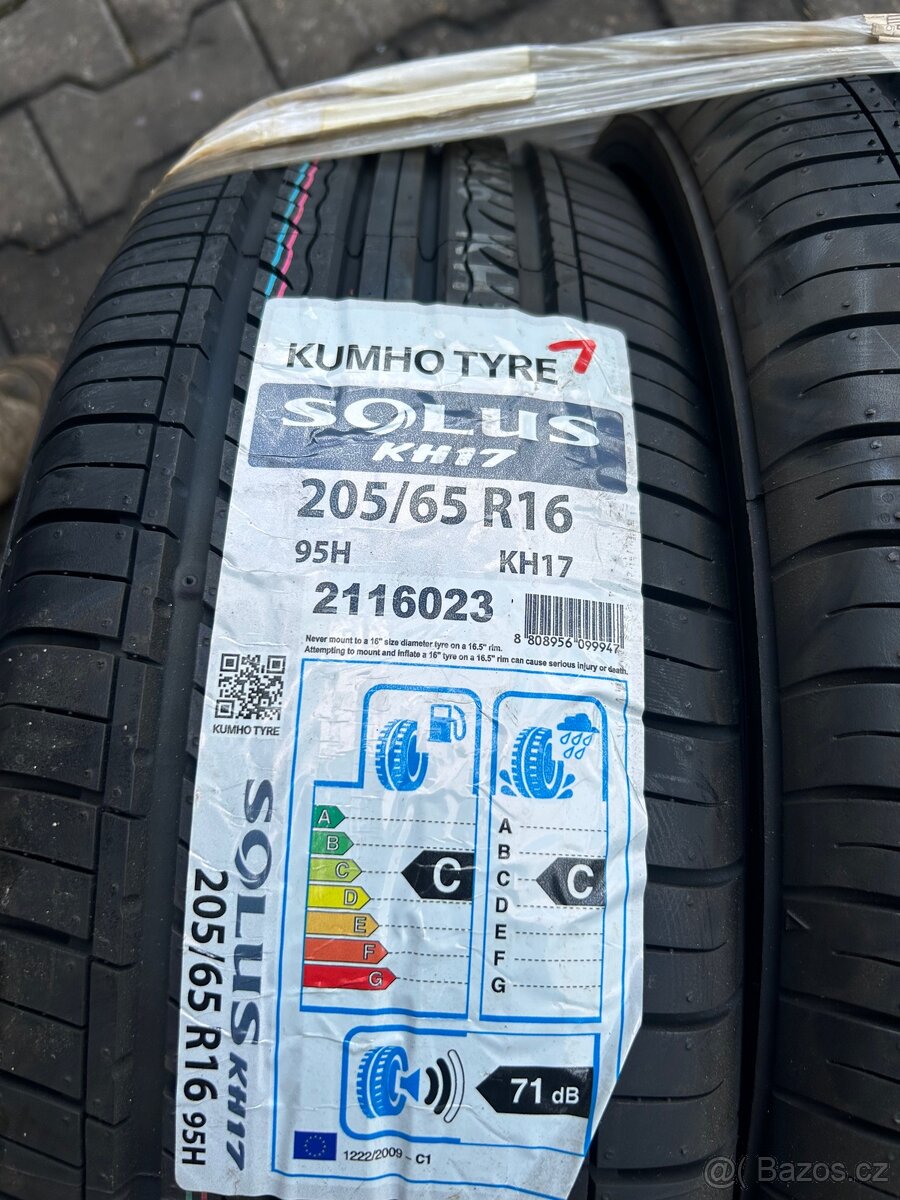 KUMHO TYRE
SOLUS
KH17
205/65 R16
95H KH17
2116023
8 808956 099947
Never mount to a 16" size diameter tyre on a 16.5" rim.
Attempting to mount and inflate a 16" tyre on a 16.5" rim can cause serious injury or death.
KUMHO TYRE
A
B
C
D
E
F
G
C
A
B
C
D
E
F
G
C
71 dB
1222/2009 - C1
SOLUS KH17
205/65 R16 95H
@( Bazos.cz